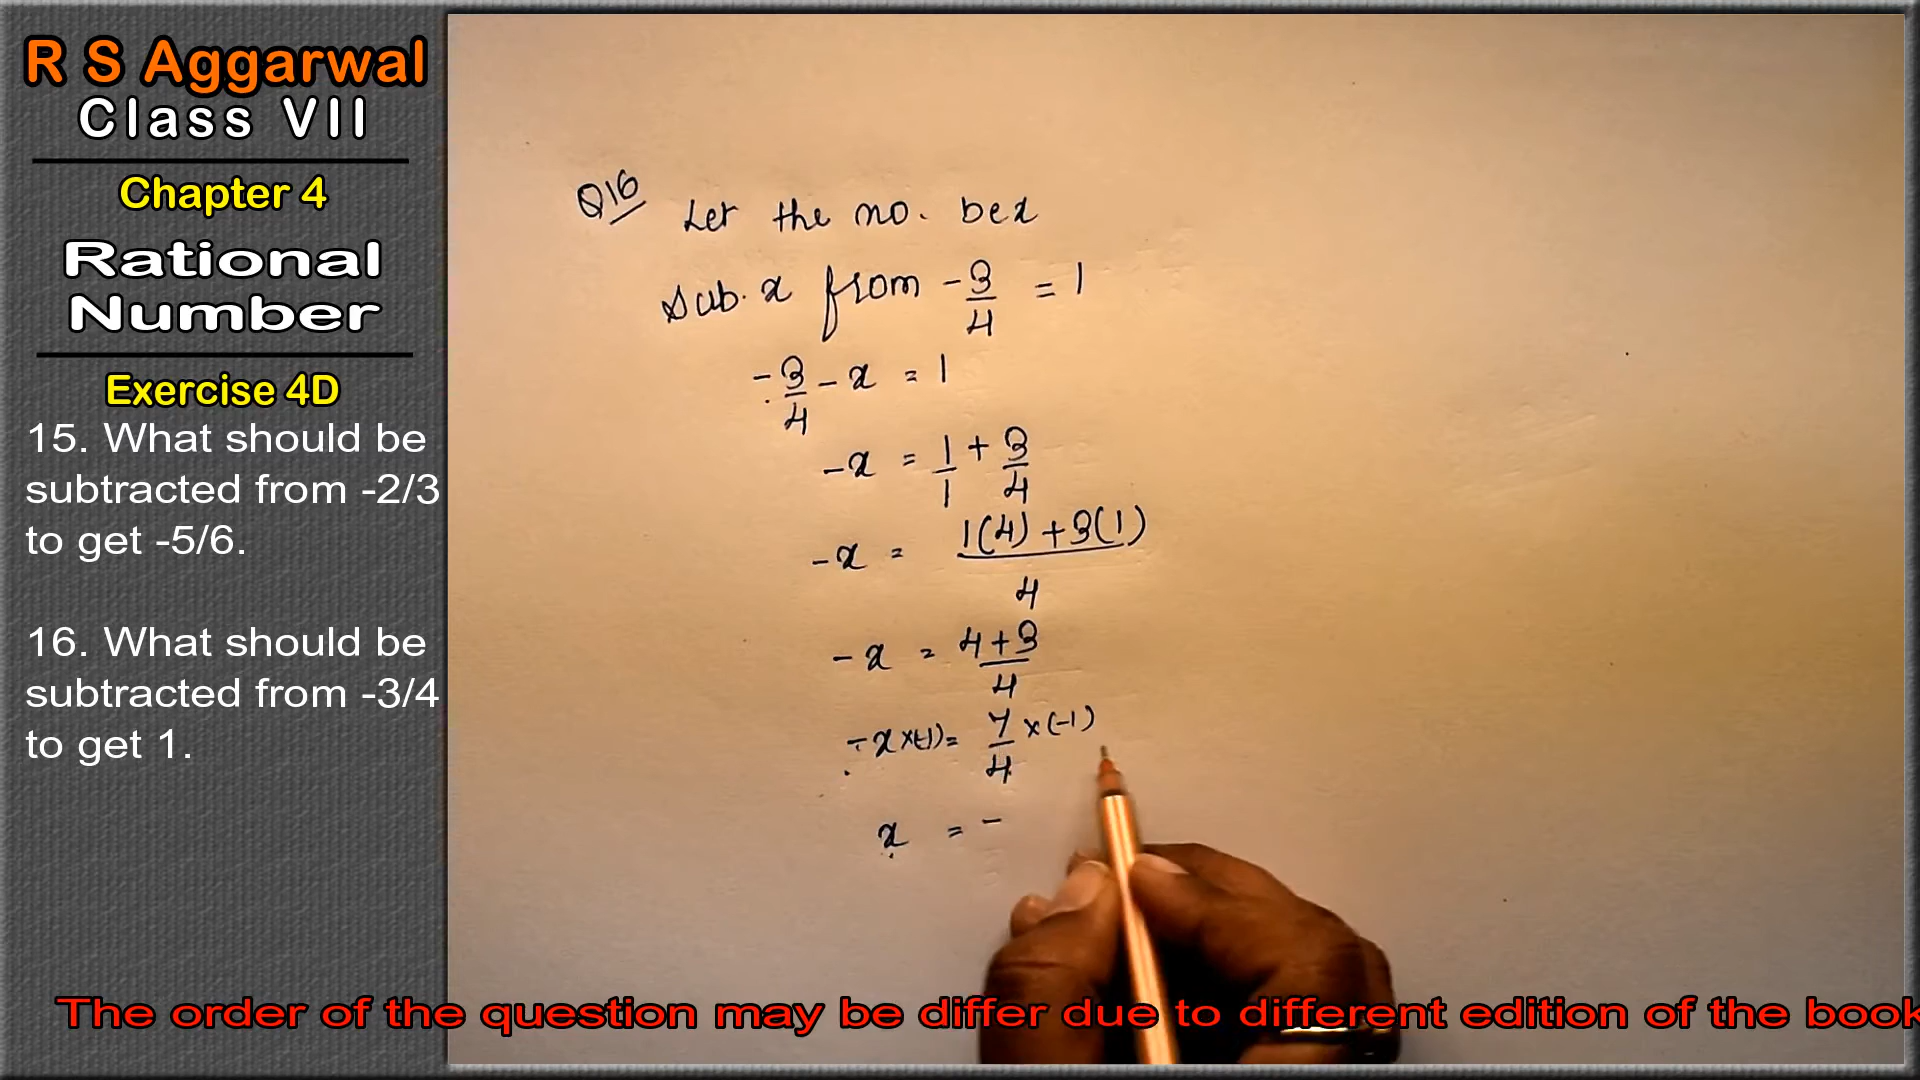 R S Aggarwal
Class VII
Chapter 4
Rational
Number
Exercise 4D
15. What should be
subtracted from -2/3
to get -5/6.
16. What should be
subtracted from -3/4
to get 1.
Q16 Let the no. be x
Sub. x from -3/4 = 1
-3/4 - x = 1
-x = 1/1 + 3/4
-x = 1(4) + 3(1)/4
-x = 4+3/4
-x×(-1) = 7/4 ×(-1)
x = -
The order of the question may be differ due to different edition of the book